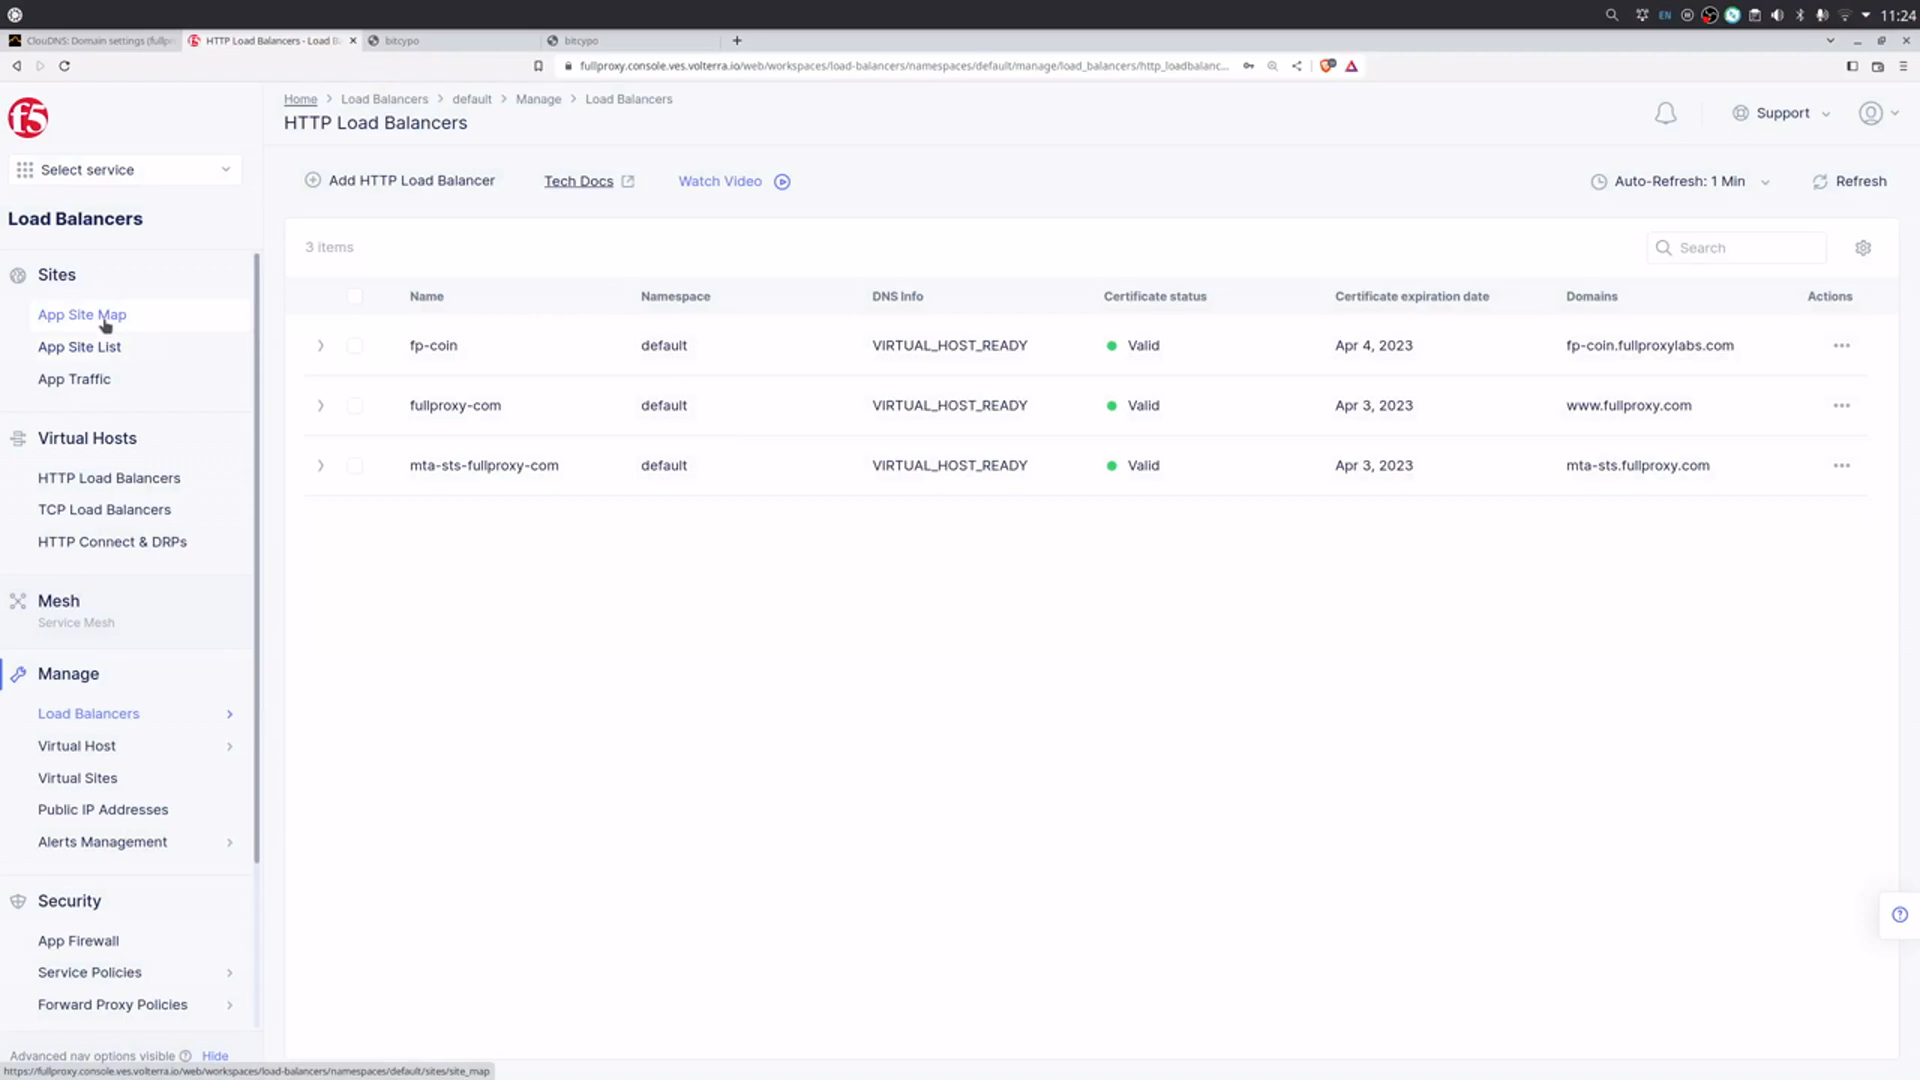 EN
11:24
ClouDNS: Domain settings (fullpr
HTTP Load Balancers - Load B
bitcypo
bitcypo
fullproxy.console.ves.volterra.io/web/workspaces/load-balancers/namespaces/default/manage/load_balancers/http_loadbalanc...
f5
Select service
Load Balancers
Sites
App Site Map
App Site List
App Traffic
Virtual Hosts
HTTP Load Balancers
TCP Load Balancers
HTTP Connect & DRPs
Mesh
Service Mesh
Manage
Load Balancers
Virtual Host
Virtual Sites
Public IP Addresses
Alerts Management
Security
App Firewall
Service Policies
Forward Proxy Policies
Advanced nav options visible Hide
https://fullproxy.console.ves.volterra.io/web/workspaces/load-balancers/namespaces/default/sites/site_map
Home > Load Balancers > default > Manage > Load Balancers
HTTP Load Balancers
Support
Add HTTP Load Balancer Tech Docs Watch Video
Auto-Refresh: 1 Min Refresh
3 items
Search
Name Namespace DNS Info Certificate status Certificate expiration date Domains Actions
fp-coin default VIRTUAL_HOST_READY Valid Apr 4, 2023 fp-coin.fullproxylabs.com
fullproxy-com default VIRTUAL_HOST_READY Valid Apr 3, 2023 www.fullproxy.com
mta-sts-fullproxy-com default VIRTUAL_HOST_READY Valid Apr 3, 2023 mta-sts.fullproxy.com